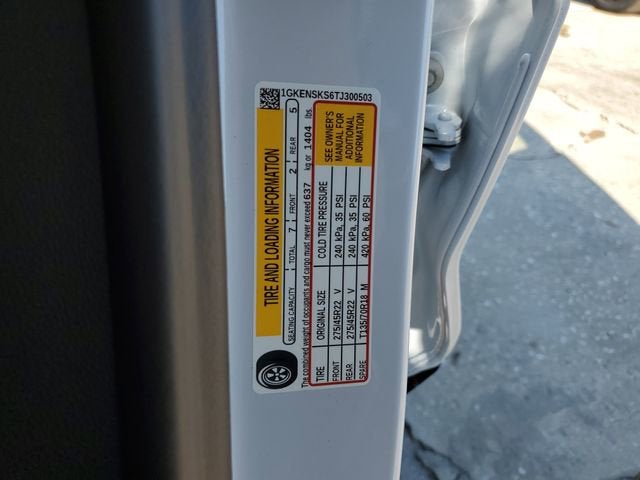 1GKENSKS6TJ300503
TIRE AND LOADING INFORMATION
SEATING CAPACITY TOTAL 7 FRONT 2 REAR 5
The combined weight of occupants and cargo must never exceed 637 kg or 1404 lbs.
TIRE ORIGINAL SIZE COLD TIRE PRESSURE
FRONT 275/45R22 V 240 kPa, 35 PSI
REAR 275/45R22 V 240 kPa, 35 PSI
SPARE T135/70R18 M 420 kPa, 60 PSI
SEE OWNER'S
MANUAL FOR
ADDITIONAL
INFORMATION